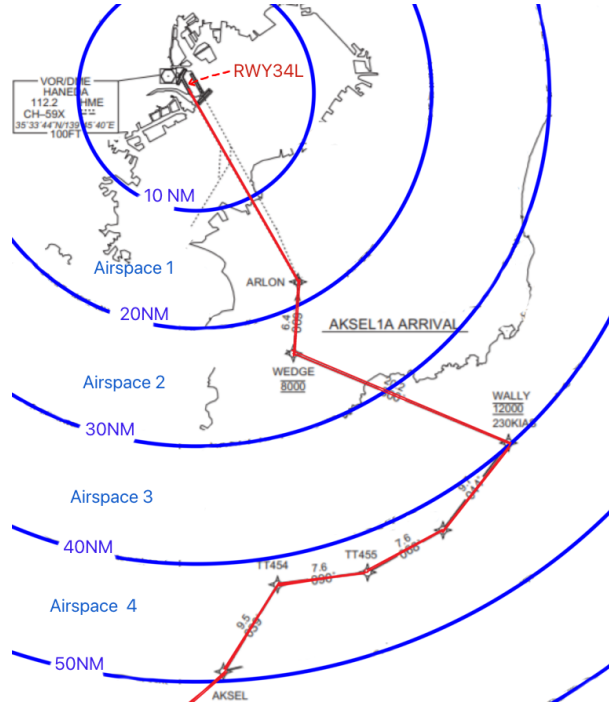 RWY34L
VOR/DME
HANEDA
112.2 HME
CH-59X
35°33'44"N/139°45'40"E
100FT
10 NM
Airspace 1
ARLON
20NM
6.4
AKSEL1A ARRIVAL
WEDGE
8000
Airspace 2
WALLY
12000
230KIAS
30NM
Airspace 3
40NM
TT454
7.6
TT455
7.6
Airspace 4
9.5
50NM
AKSEL